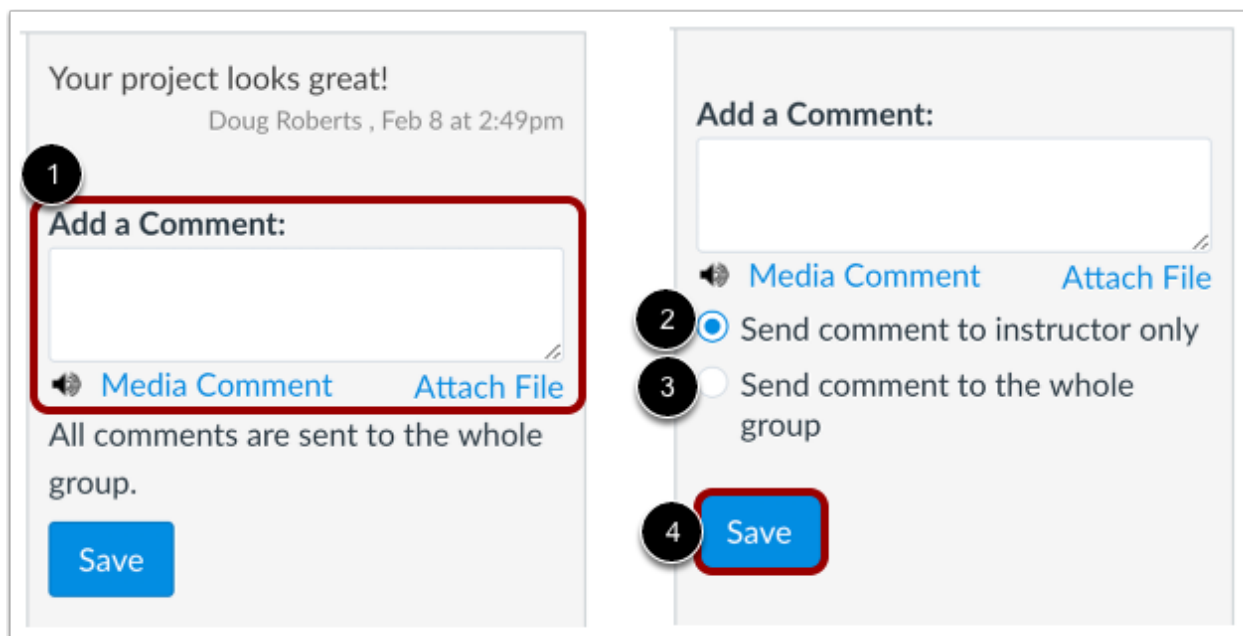 Your project looks great!
Doug Roberts , Feb 8 at 2:49pm
1
Add a Comment:
Media Comment Attach File
All comments are sent to the whole
group.
Save
Add a Comment:
Media Comment Attach File
2 Send comment to instructor only
3 Send comment to the whole
group
4 Save